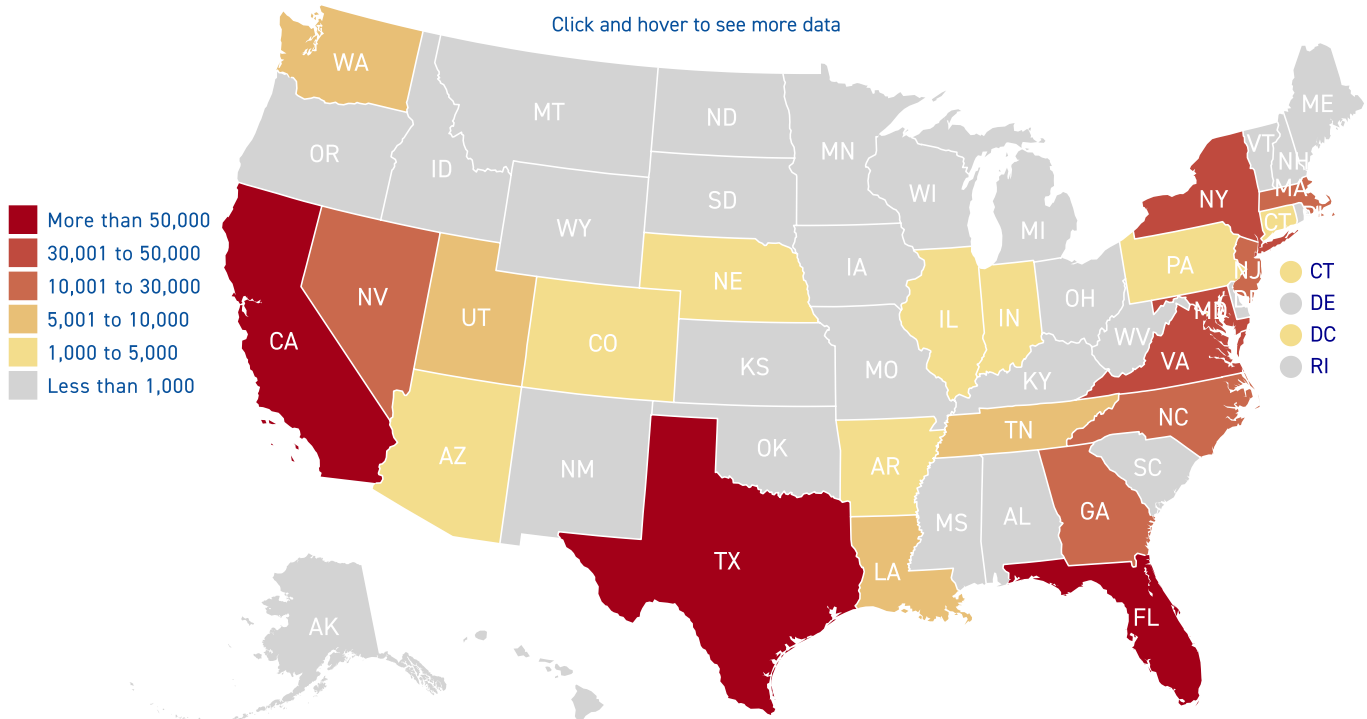 Click and hover to see more data
WA
MT
ND
MN
ME
OR
ID
SD
WI
VT
NH
WY
MI
NY
MA
CT
More than 50,000
30,001 to 50,000
10,001 to 30,000
5,001 to 10,000
1,000 to 5,000
Less than 1,000
NV
UT
NE
IA
IL
IN
OH
PA
NJ
MD
CT
DE
DC
RI
CA
CO
KS
MO
WV
VA
KY
AZ
NM
OK
AR
TN
NC
SC
TX
LA
MS
AL
GA
FL
AK